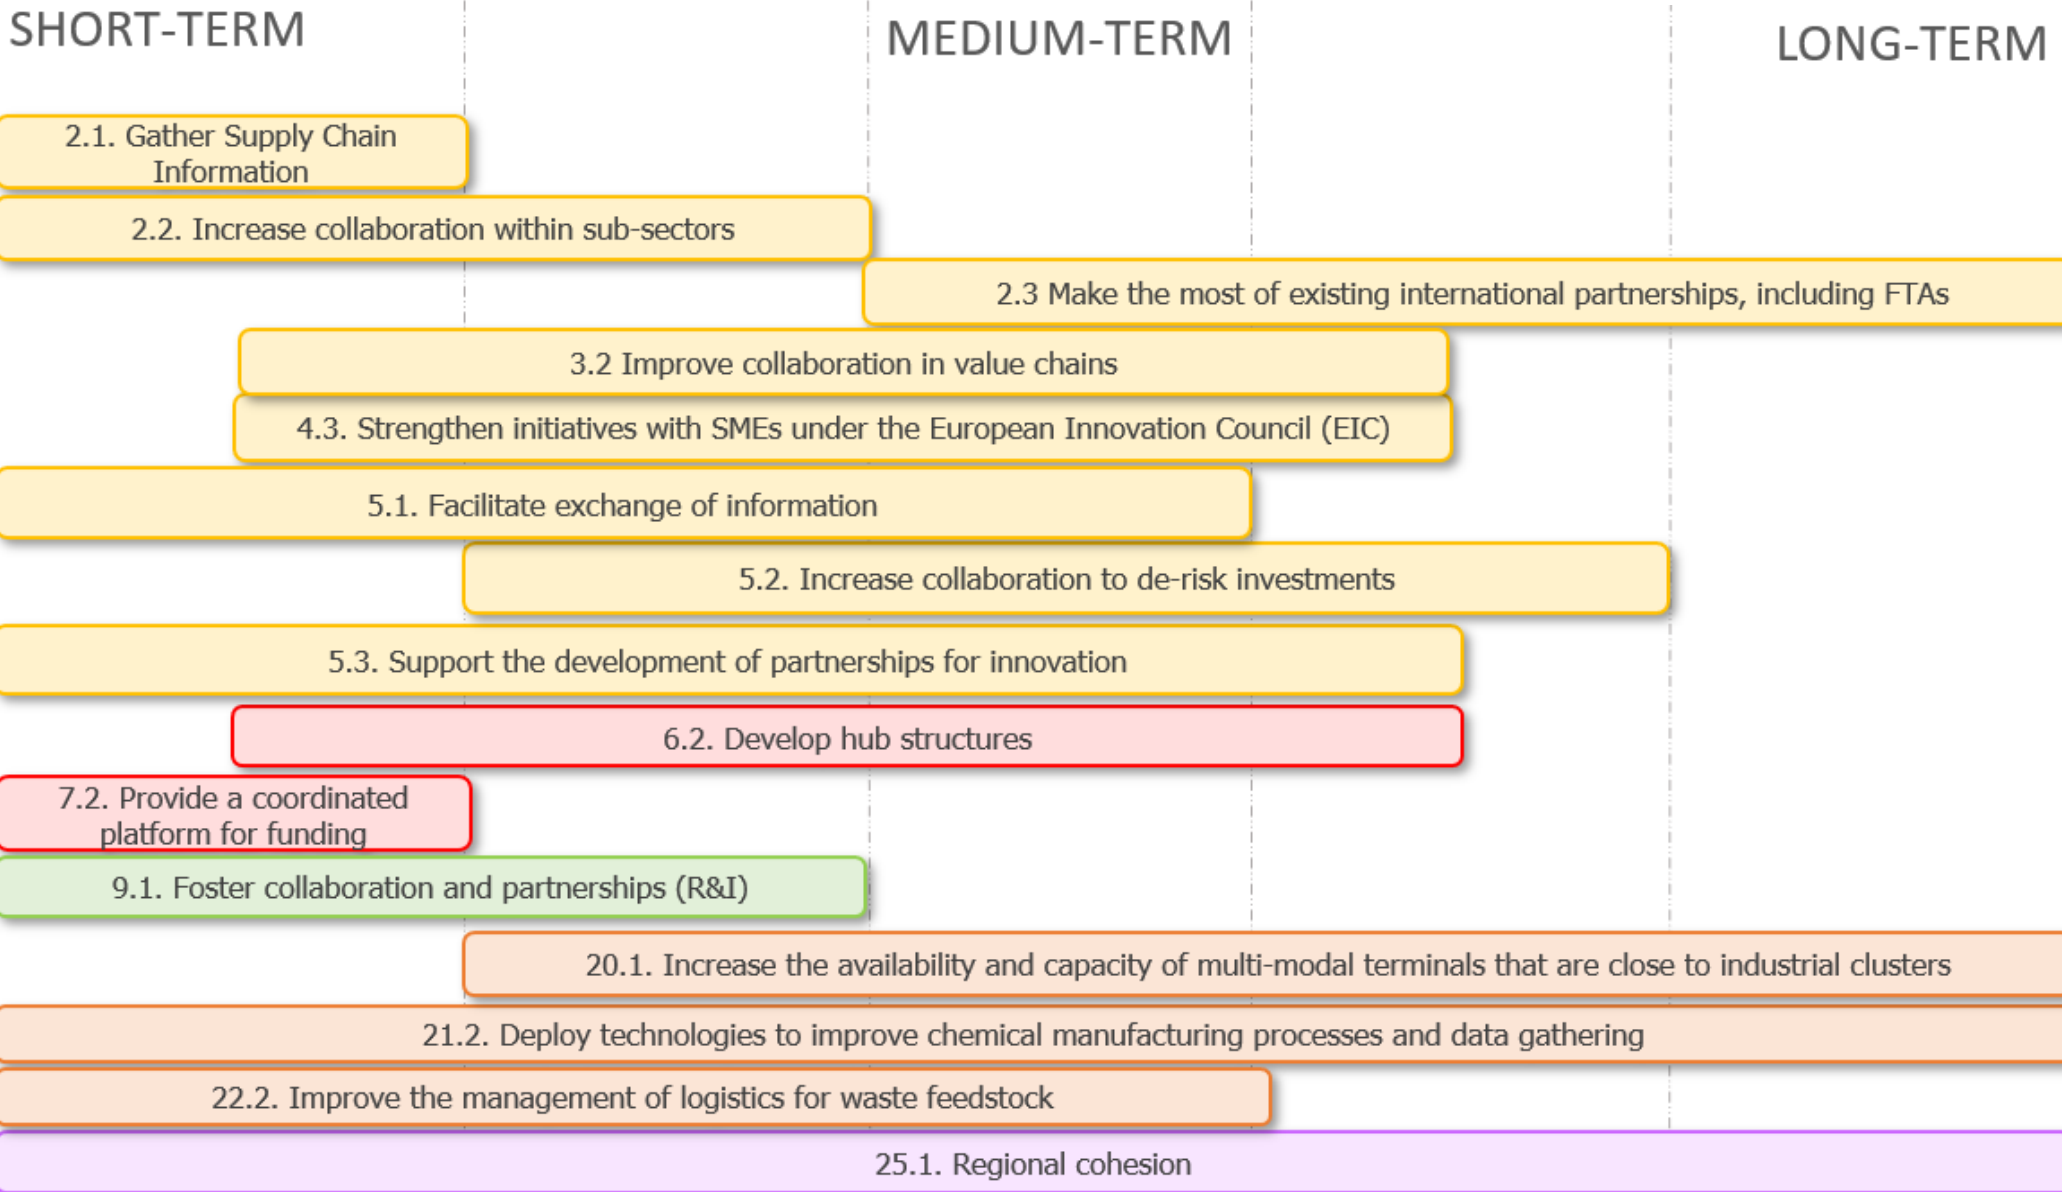 SHORT-TERM MEDIUM-TERM LONG-TERM
2.1. Gather Supply Chain
Information
2.2. Increase collaboration within sub-sectors
2.3 Make the most of existing international partnerships, including FTAs
3.2 Improve collaboration in value chains
4.3. Strengthen initiatives with SMEs under the European Innovation Council (EIC)
5.1. Facilitate exchange of information
5.2. Increase collaboration to de-risk investments
5.3. Support the development of partnerships for innovation
6.2. Develop hub structures
7.2. Provide a coordinated
platform for funding
9.1. Foster collaboration and partnerships (R&I)
20.1. Increase the availability and capacity of multi-modal terminals that are close to industrial clusters
21.2. Deploy technologies to improve chemical manufacturing processes and data gathering
22.2. Improve the management of logistics for waste feedstock
25.1. Regional cohesion